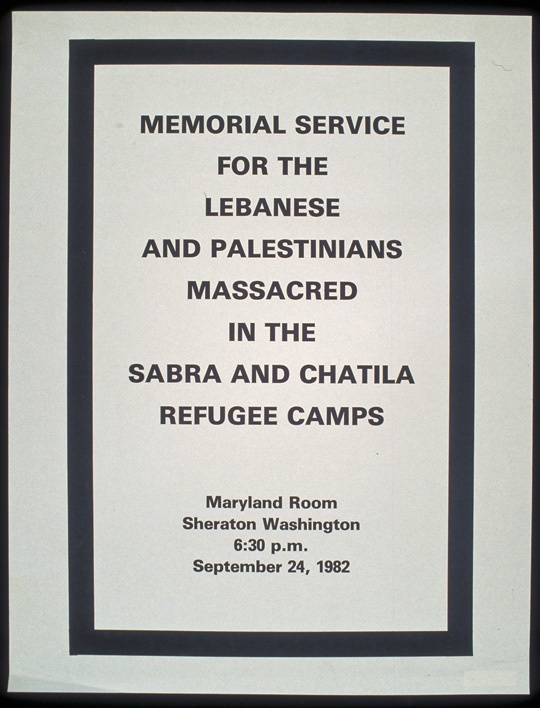 MEMORIAL SERVICE
FOR THE
LEBANESE
AND PALESTINIANS
MASSACRED
IN THE
SABRA AND CHATILA
REFUGEE CAMPS
Maryland Room
Sheraton Washington
6:30 p.m.
September 24, 1982